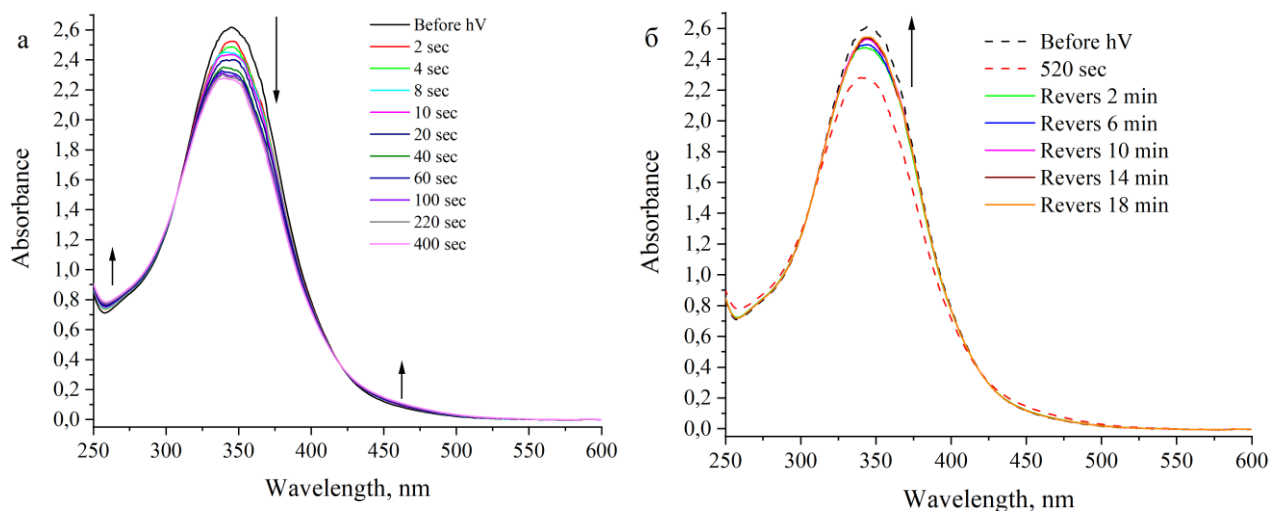 а
Absorbance
2,6
2,4
2,2
2,0
1,8
1,6
1,4
1,2
1,0
0,8
0,6
0,4
0,2
0,0
250 300 350 400 450 500 550 600
Wavelength, nm
Before hV
2 sec
4 sec
8 sec
10 sec
20 sec
40 sec
60 sec
100 sec
220 sec
400 sec
б
Absorbance
2,6
2,4
2,2
2,0
1,8
1,6
1,4
1,2
1,0
0,8
0,6
0,4
0,2
0,0
250 300 350 400 450 500 550 600
Wavelength, nm
Before hV
520 sec
Revers 2 min
Revers 6 min
Revers 10 min
Revers 14 min
Revers 18 min